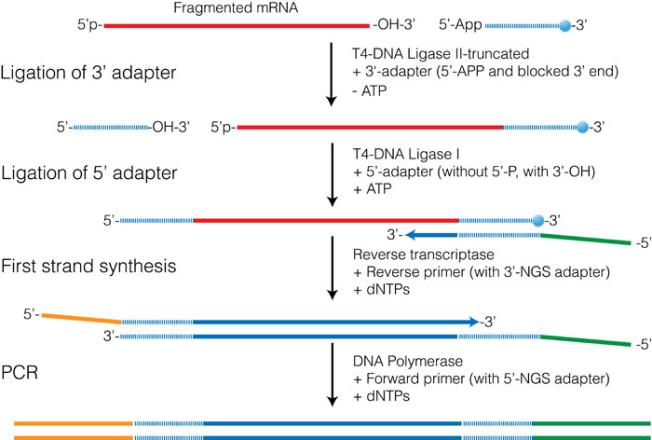 Fragmented mRNA
5'p- -OH-3' 5'-App -3'
Ligation of 3' adapter
T4-DNA Ligase II-truncated
+ 3'-adapter (5'-APP and blocked 3' end)
- ATP
5'- -OH-3' 5'p- -3'
Ligation of 5' adapter
T4-DNA Ligase I
+ 5'-adapter (without 5'-P, with 3'-OH)
+ ATP
5'- -3'
3'- -5'
First strand synthesis
Reverse transcriptase
+ Reverse primer (with 3'-NGS adapter)
+ dNTPs
5'- -3'
3'- -5'
PCR
DNA Polymerase
+ Forward primer (with 5'-NGS adapter)
+ dNTPs